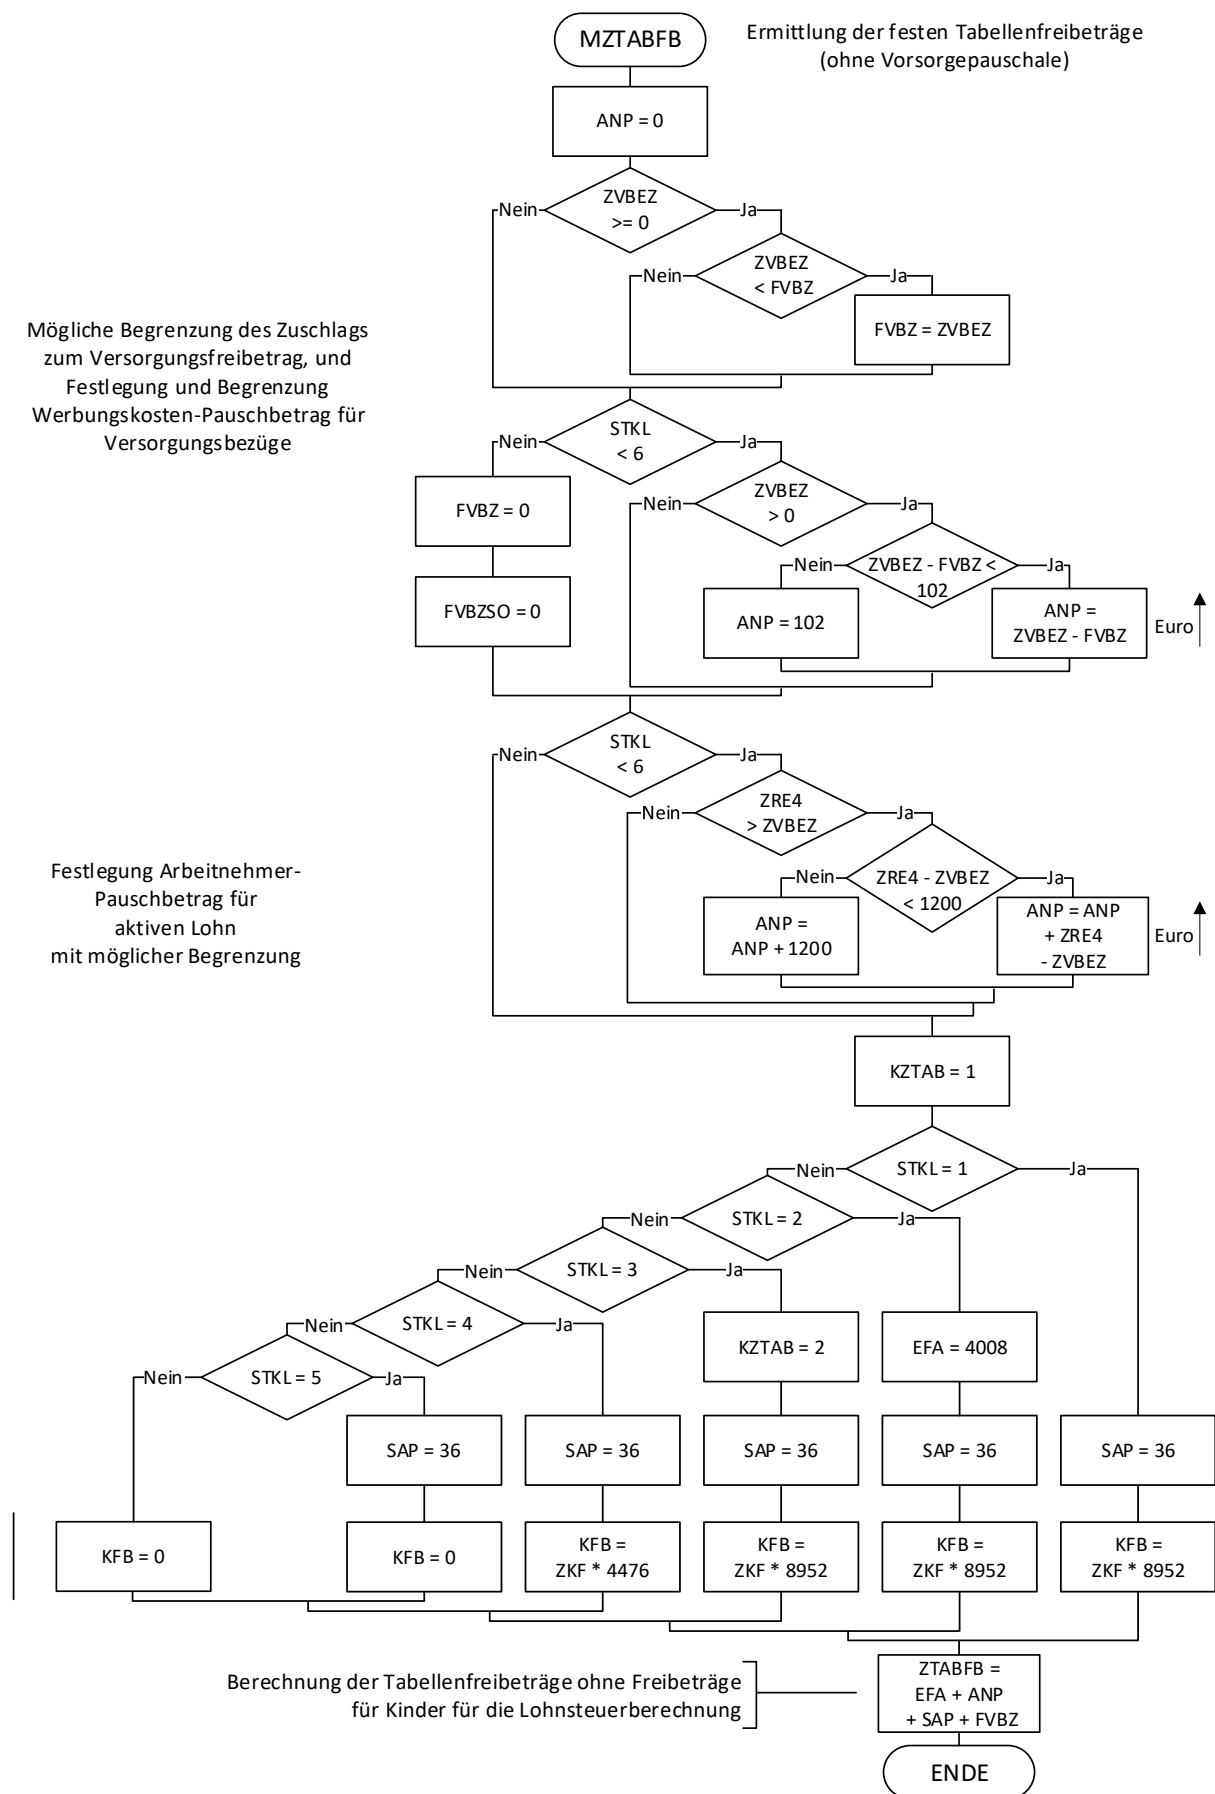 MZTABFB
Ermittlung der festen Tabellenfreibeträge
(ohne Vorsorgepauschale)
ANP = 0
ZVBEZ
>= 0
Nein
Ja
ZVBEZ
< FVBZ
Nein
Ja
FVBZ = ZVBEZ
Mögliche Begrenzung des Zuschlags
zum Versorgungsfreibetrag, und
Festlegung und Begrenzung
Werbungskosten-Pauschbetrag für
Versorgungsbezüge
STKL
< 6
Nein
Ja
FVBZ = 0
FVBZSO = 0
ZVBEZ
> 0
Nein
Ja
ZVBEZ - FVBZ <
102
Nein
Ja
ANP = 102
ANP =
ZVBEZ - FVBZ
Euro
STKL
< 6
Nein
Ja
ZRE4
> ZVBEZ
Nein
Ja
Festlegung Arbeitnehmer-
Pauschbetrag für
aktiven Lohn
mit möglicher Begrenzung
ZRE4 - ZVBEZ
< 1200
Nein
Ja
ANP =
ANP + 1200
ANP = ANP
+ ZRE4
- ZVBEZ
Euro
KZTAB = 1
STKL = 1
Nein
Ja
STKL = 2
Nein
Ja
STKL = 3
Nein
Ja
STKL = 4
Nein
Ja
STKL = 5
Nein
Ja
KZTAB = 2
EFA = 4008
SAP = 36
SAP = 36
SAP = 36
SAP = 36
SAP = 36
KFB = 0
KFB = 0
KFB =
ZKF * 4476
KFB =
ZKF * 8952
KFB =
ZKF * 8952
KFB =
ZKF * 8952
Berechnung der Tabellenfreibeträge ohne Freibeträge
für Kinder für die Lohnsteuerberechnung
ZTABFB =
EFA + ANP
+ SAP + FVBZ
ENDE